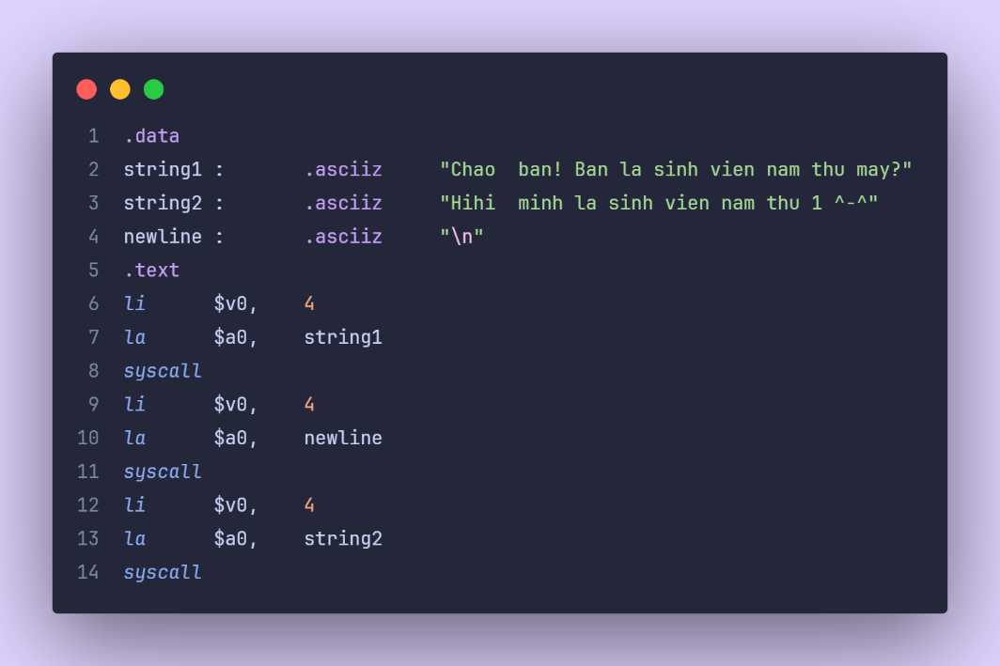 1 .data
2 string1 :       .asciiz     "Chao  ban! Ban la sinh vien nam thu may?"
3 string2 :       .asciiz     "Hihi  minh la sinh vien nam thu 1 ^-^"
4 newline :       .asciiz     "\n"
5 .text
6 li      $v0,    4
7 la      $a0,    string1
8 syscall
9 li      $v0,    4
10 la      $a0,    newline
11 syscall
12 li      $v0,    4
13 la      $a0,    string2
14 syscall